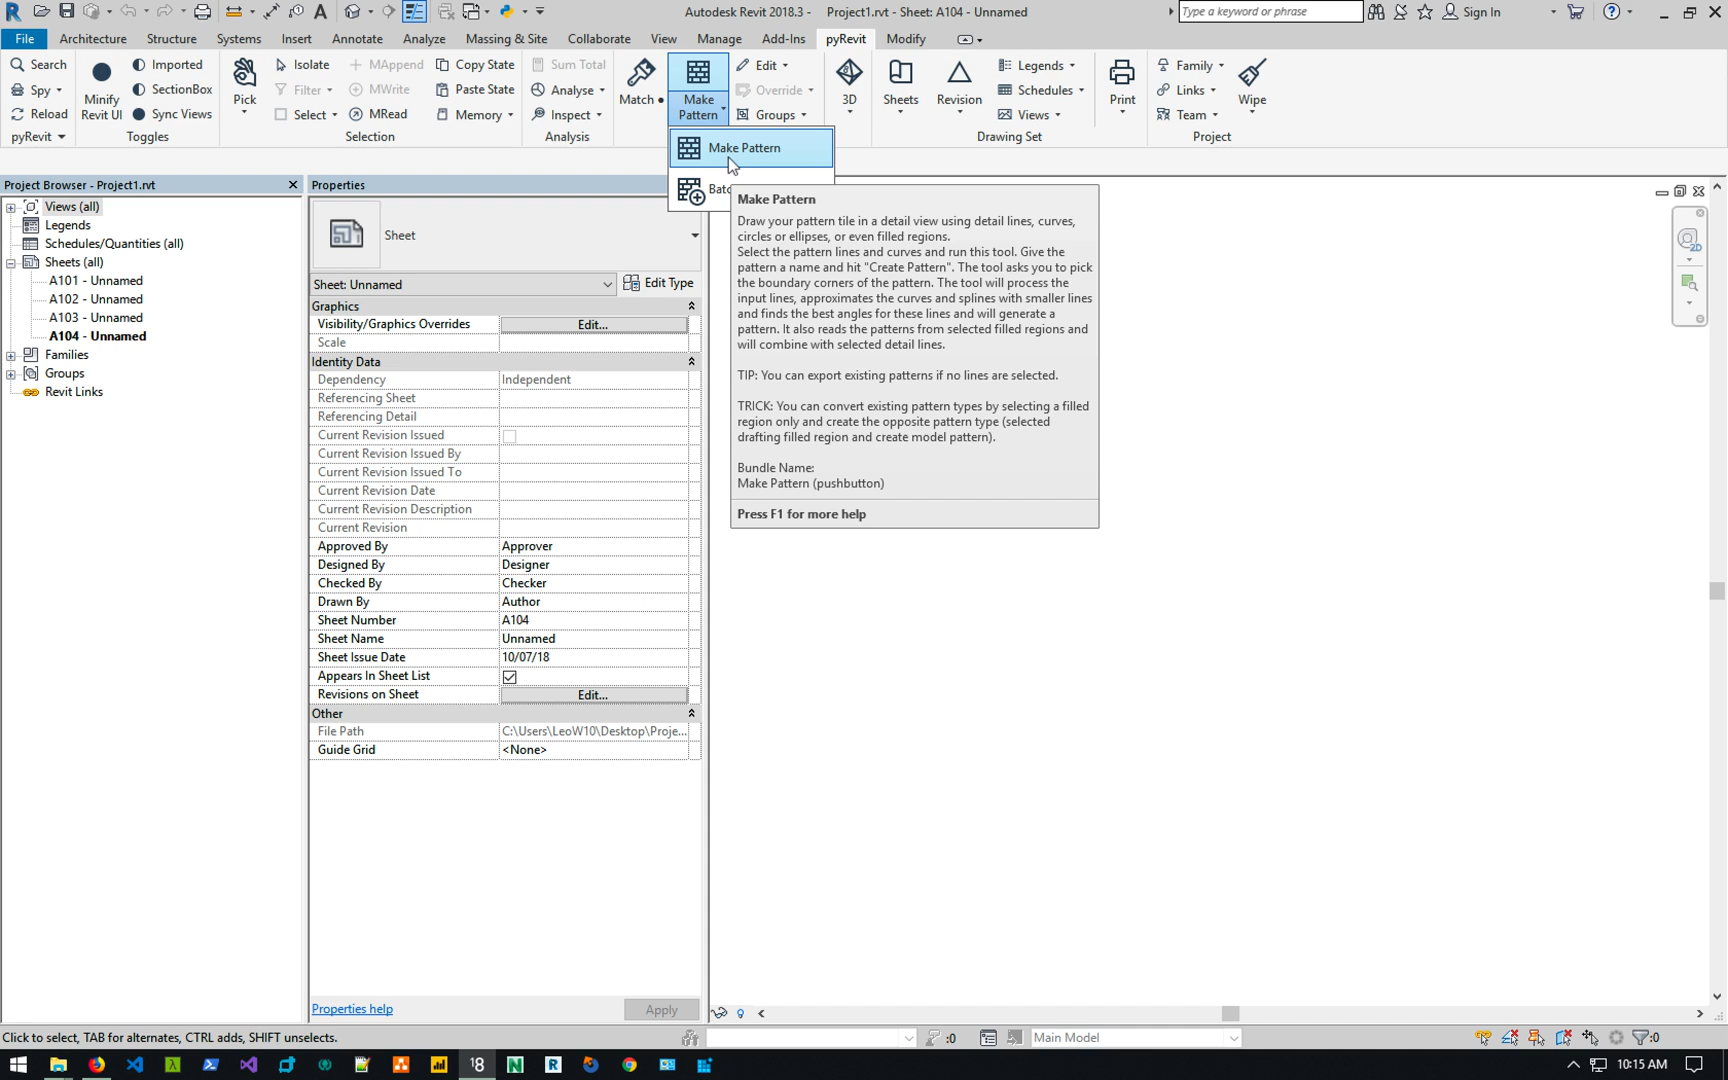 Autodesk Revit 2018.3 - Project1.rvt - Sheet: A104 - Unnamed
Type a keyword or phrase
Sign In
File Architecture Structure Systems Insert Annotate Analyze Massing & Site Collaborate View Manage Add-Ins pyRevit Modify
Search
Spy
Reload
pyRevit
Minify
Revit UI
Imported
SectionBox
Sync Views
Toggles
Pick
Isolate
Filter
Select
MAppend
MWrite
MRead
Copy State
Paste State
Memory
Selection
Sum Total
Analyse
Inspect
Analysis
Match
Make
Pattern
Edit
Override
Groups
3D
Sheets
Revision
Legends
Schedules
Views
Drawing Set
Print
Family
Links
Team
Wipe
Project
Make Pattern
Batc
Make Pattern
Draw your pattern tile in a detail view using detail lines, curves,
circles or ellipses, or even filled regions.
Select the pattern lines and curves and run this tool. Give the
pattern a name and hit "Create Pattern". The tool asks you to pick
the boundary corners of the pattern. The tool will process the
input lines, approximates the curves and splines with smaller lines
and finds the best angles for these lines and will generate a
pattern. It also reads the patterns from selected filled regions and
will combine with selected detail lines.
TIP: You can export existing patterns if no lines are selected.
TRICK: You can convert existing pattern types by selecting a filled
region only and create the opposite pattern type (selected
drafting filled region and create model pattern).
Bundle Name:
Make Pattern (pushbutton)
Press F1 for more help
Project Browser - Project1.rvt
Views (all)
Legends
Schedules/Quantities (all)
Sheets (all)
A101 - Unnamed
A102 - Unnamed
A103 - Unnamed
A104 - Unnamed
Families
Groups
Revit Links
Properties
Sheet
Sheet: Unnamed
Edit Type
Graphics
Visibility/Graphics Overrides Edit...
Scale
Identity Data
Dependency Independent
Referencing Sheet
Referencing Detail
Current Revision Issued
Current Revision Issued By
Current Revision Issued To
Current Revision Date
Current Revision Description
Current Revision
Approved By Approver
Designed By Designer
Checked By Checker
Drawn By Author
Sheet Number A104
Sheet Name Unnamed
Sheet Issue Date 10/07/18
Appears In Sheet List
Revisions on Sheet Edit...
Other
File Path C:\Users\LeoW10\Desktop\Proje...
Guide Grid <None>
Properties help
Apply
2D
Click to select, TAB for alternates, CTRL adds, SHIFT unselects.
:0
Main Model
:0
18
10:15 AM